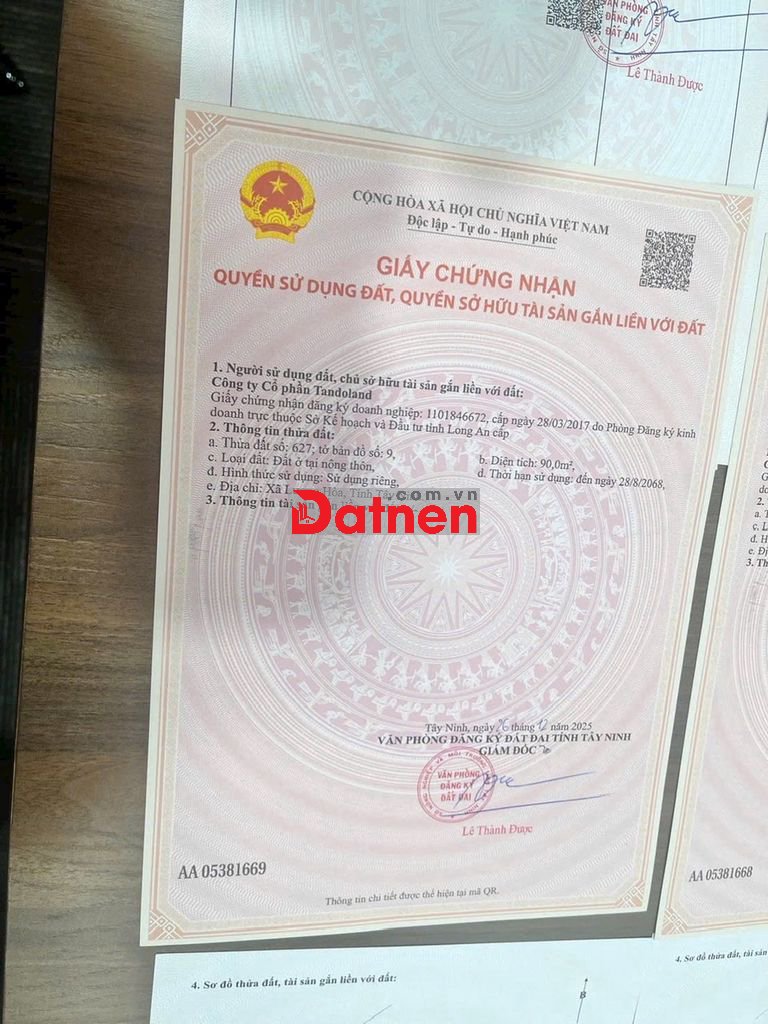 VĂN PHÒNG
ĐĂNG KÝ
ĐẤT ĐAI
Lê Thành Được
CỘNG HÒA XÃ HỘI CHỦ NGHĨA VIỆT NAM
Độc lập - Tự do - Hạnh phúc
GIẤY CHỨNG NHẬN
QUYỀN SỬ DỤNG ĐẤT, QUYỀN SỞ HỮU TÀI SẢN GẮN LIỀN VỚI ĐẤT
1. Người sử dụng đất, chủ sở hữu tài sản gắn liền với đất:
Công ty Cổ phần Tandoland
Giấy chứng nhận đăng ký doanh nghiệp: 1101846672, cấp ngày 28/03/2017 do Phòng Đăng ký kinh
doanh trực thuộc Sở Kế hoạch và Đầu tư tỉnh Long An cấp
2. Thông tin thửa đất:
a. Thửa đất số: 627; tờ bản đồ số: 9,
b. Diện tích: 90,0m²,
c. Loại đất: Đất ở tại nông thôn,
d. Thời hạn sử dụng: đến ngày 28/8/2068,
đ. Hình thức sử dụng: Sử dụng riêng,
e. Địa chỉ: Xã Hòa, Tỉnh
3. Thông tin tài sản
.com.vn
Datnen
Tây Ninh, ngày 26 tháng 12 năm 2025
VĂN PHÒNG ĐĂNG KÝ ĐẤT ĐAI TỈNH TÂY NINH
GIÁM ĐỐC
VĂN PHÒNG
ĐĂNG KÝ
ĐẤT ĐAI
Lê Thành Được
AA 05381669
Thông tin chi tiết được thể hiện tại mã QR.
AA 05381668
4. Sơ đồ thửa đất, tài sản gắn liền với đất:
B
4. Sơ đồ thửa đất, tài sản